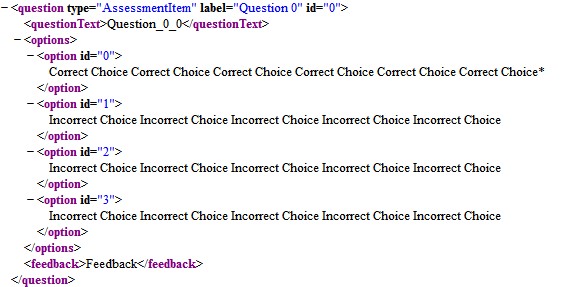 −<question type="AssessmentItem" label="Question 0" id="0">
<questionText>Question_0_0</questionText>
−<options>
−<option id="0">
Correct Choice Correct Choice Correct Choice Correct Choice Correct Choice Correct Choice*
</option>
−<option id="1">
Incorrect Choice Incorrect Choice Incorrect Choice Incorrect Choice Incorrect Choice
</option>
−<option id="2">
Incorrect Choice Incorrect Choice Incorrect Choice Incorrect Choice Incorrect Choice
</option>
−<option id="3">
Incorrect Choice Incorrect Choice Incorrect Choice Incorrect Choice Incorrect Choice
</option>
</options>
<feedback>Feedback</feedback>
</question>